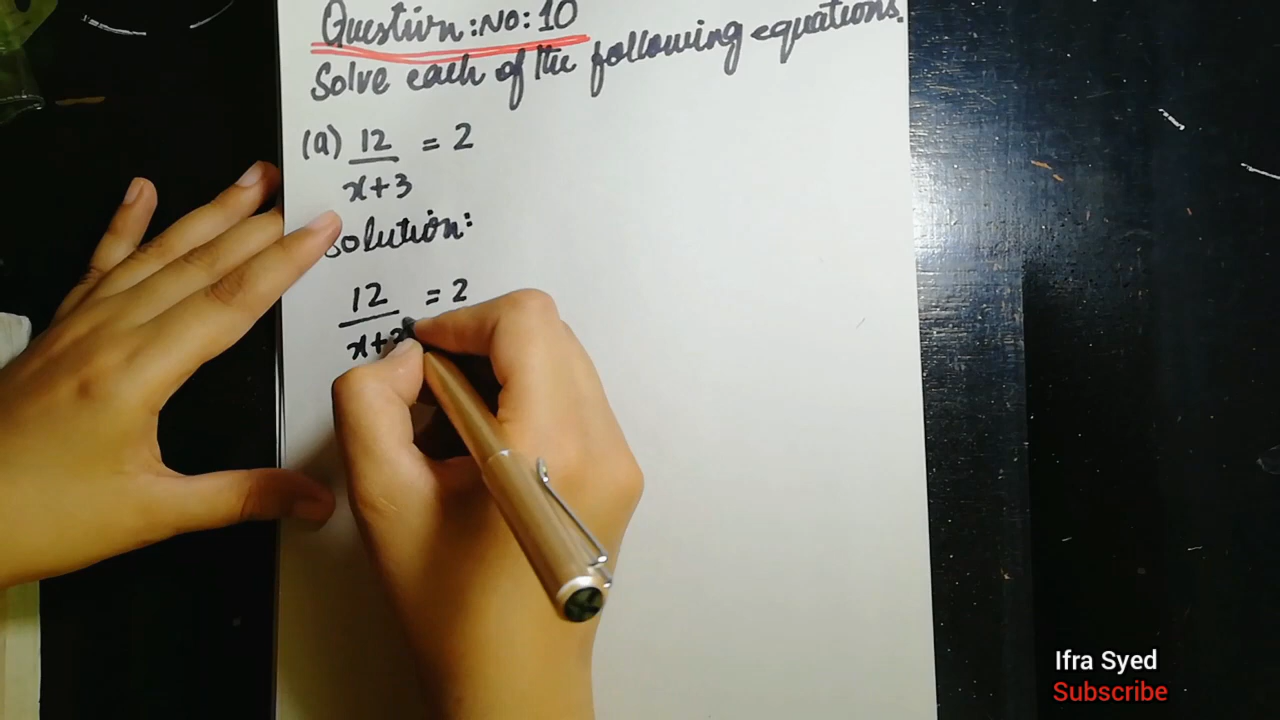 Question:No:10
Solve each of the following equations.
(a) 12 = 2
x+3
Solution:
12 = 2
x+3
Ifra Syed
Subscribe